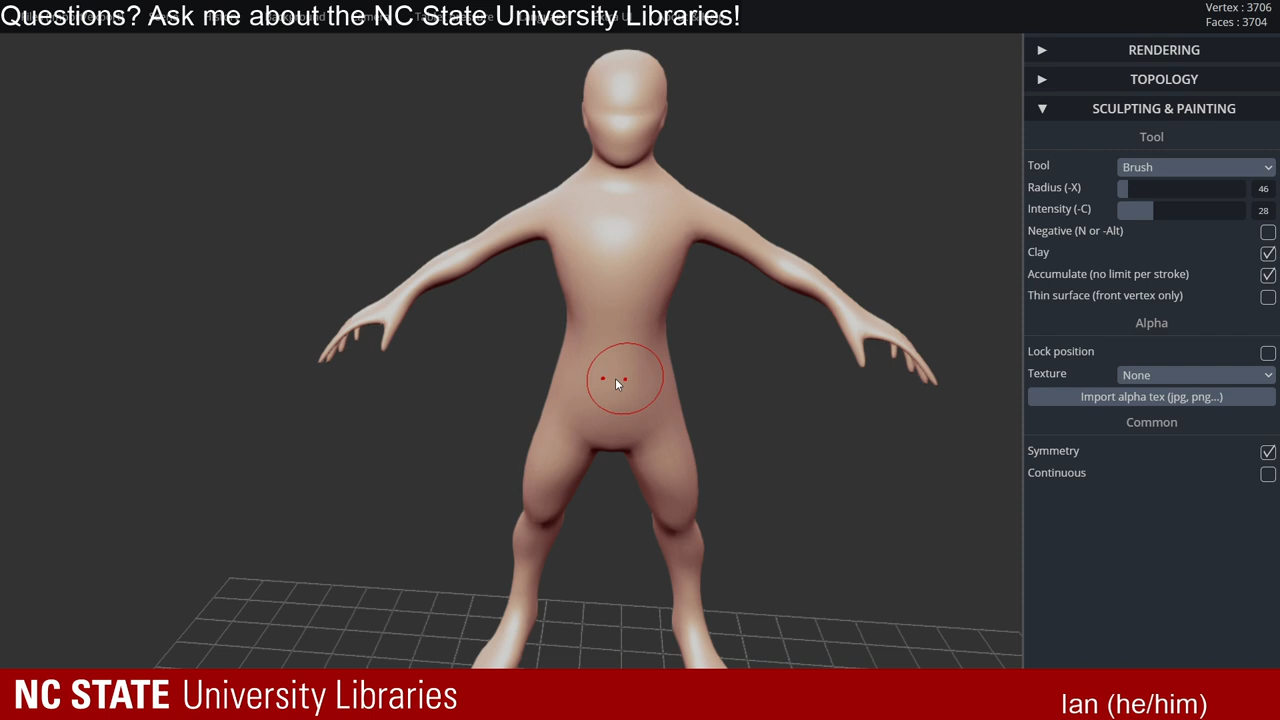 Questions? Ask me about the NC State University Libraries!
Vertex : 3706
Faces : 3704
RENDERING
TOPOLOGY
SCULPTING & PAINTING
Tool
Tool Brush
Radius (-X) 46
Intensity (-C) 28
Negative (N or -Alt)
Clay
Accumulate (no limit per stroke)
Thin surface (front vertex only)
Alpha
Lock position
Texture None
Import alpha tex (jpg, png...)
Common
Symmetry
Continuous
NC STATE University Libraries
Ian (he/him)